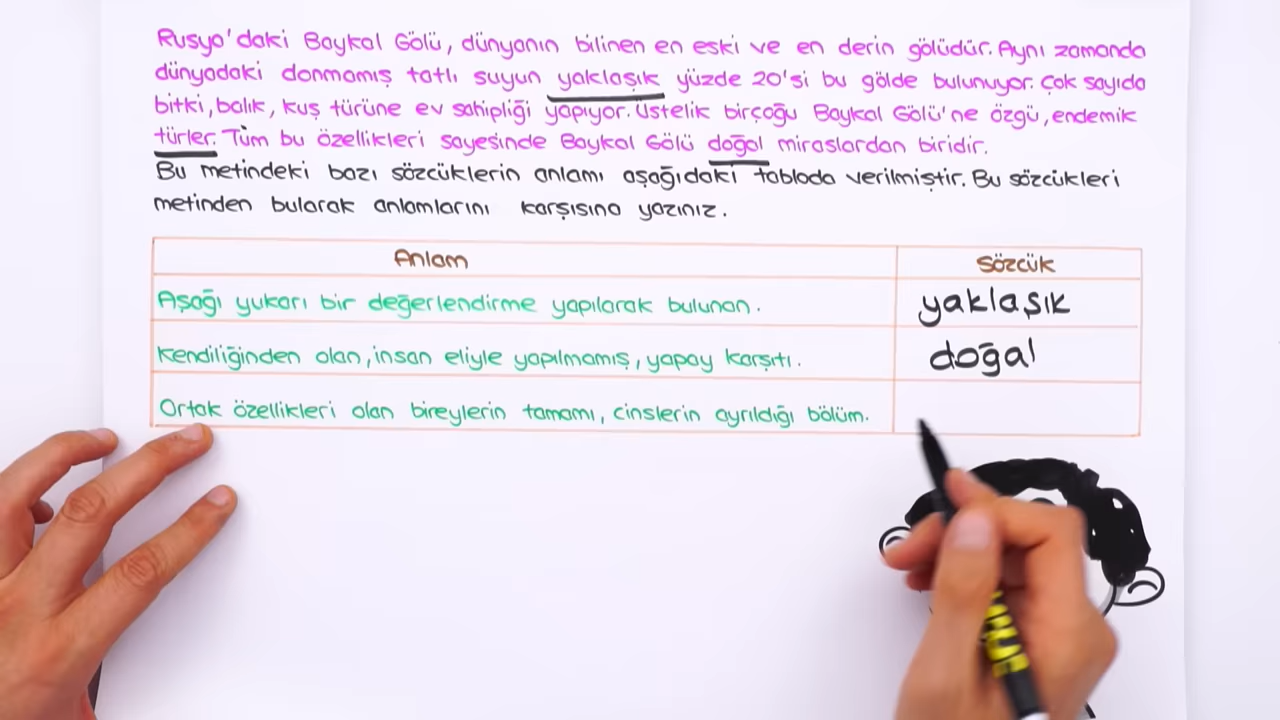 Rusya'daki Baykal Gölü, dünyanın bilinen en eski ve en derin gölüdür. Aynı zamanda
dünyadaki donmamış tatlı suyun yaklaşık yüzde 20'si bu gölde bulunuyor. Çok sayıda
bitki, balık, kuş türüne ev sahipliği yapıyor. Üstelik birçoğu Baykal Gölü'ne özgü, endemik
türler. Tüm bu özellikleri sayesinde Baykal Gölü doğal miraslardan biridir.
Bu metindeki bazı sözcüklerin anlamı aşağıdaki tabloda verilmiştir. Bu sözcükleri
metinden bularak anlamlarını karşısına yazınız.
Anlam Sözcük
Aşağı yukarı bir değerlendirme yapılarak bulunan. yaklaşık
Kendiliğinden olan, insan eliyle yapılmamış, yapay karşıtı. doğal
Ortak özellikleri olan bireylerin tamamı, cinslerin ayrıldığı bölüm.